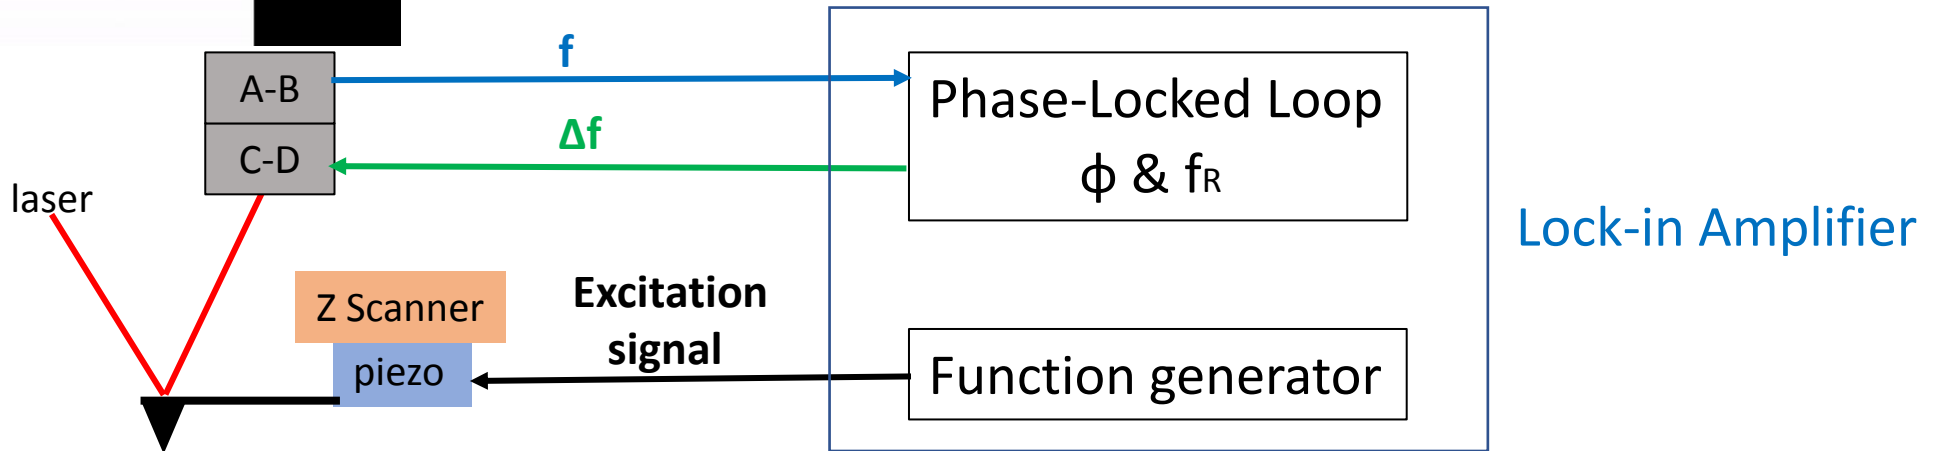 f
A-B
Phase-Locked Loop
Δf
C-D
ϕ & fR
laser
Lock-in Amplifier
Excitation
Z Scanner
signal
piezo
Function generator